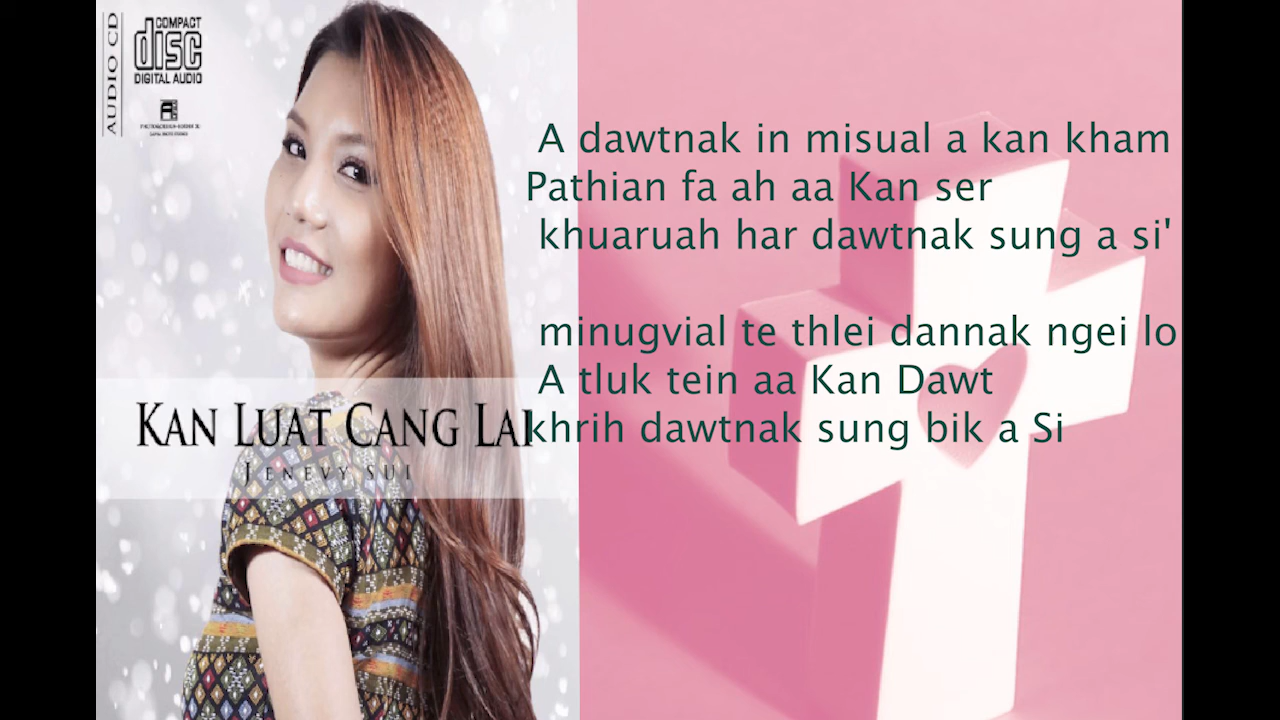 AUDIO CD
COMPACT
disc
DIGITAL AUDIO
KAN LUAT CANG LAI
JENEVY SUI
A dawtnak in misual a kan kham
Pathian fa ah aa Kan ser
khuaruah har dawtnak sung a si'
minugvial te thlei dannak ngei lo
A tluk tein aa Kan Dawt
khrih dawtnak sung bik a Si